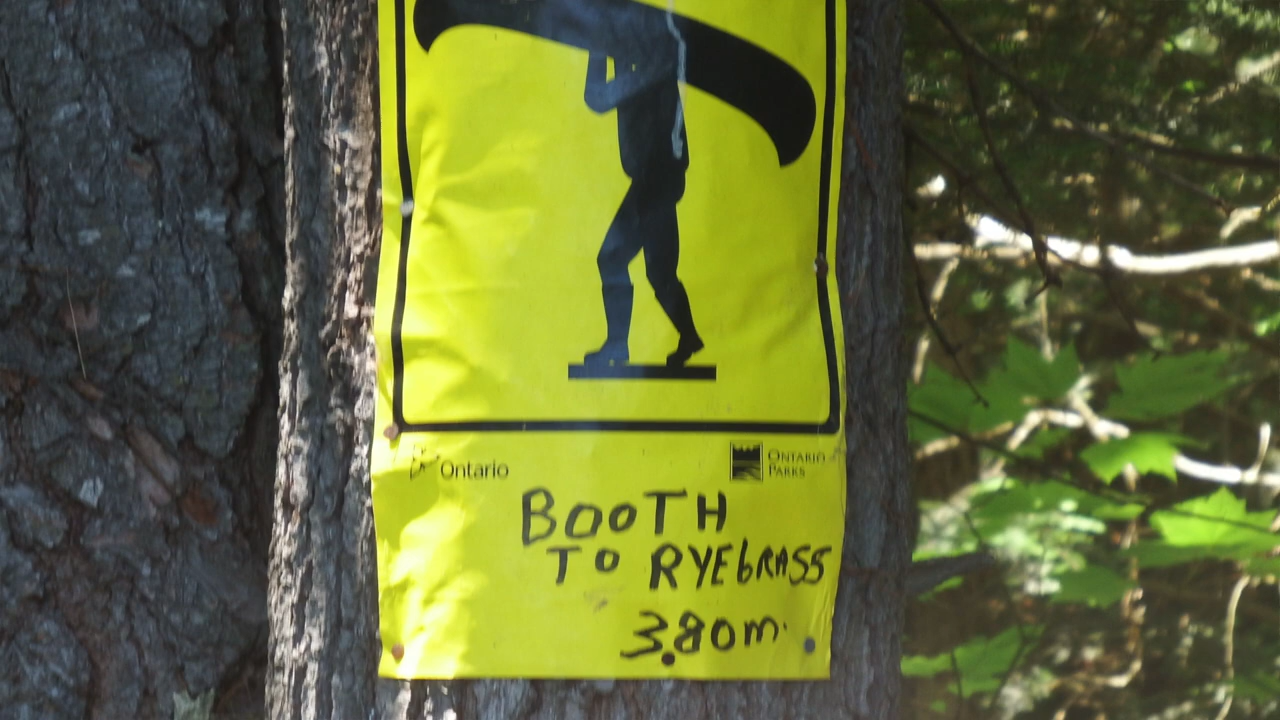 Ontario
ONTARIO
PARKS
BOOTH
TO RYEGRASS
380m.